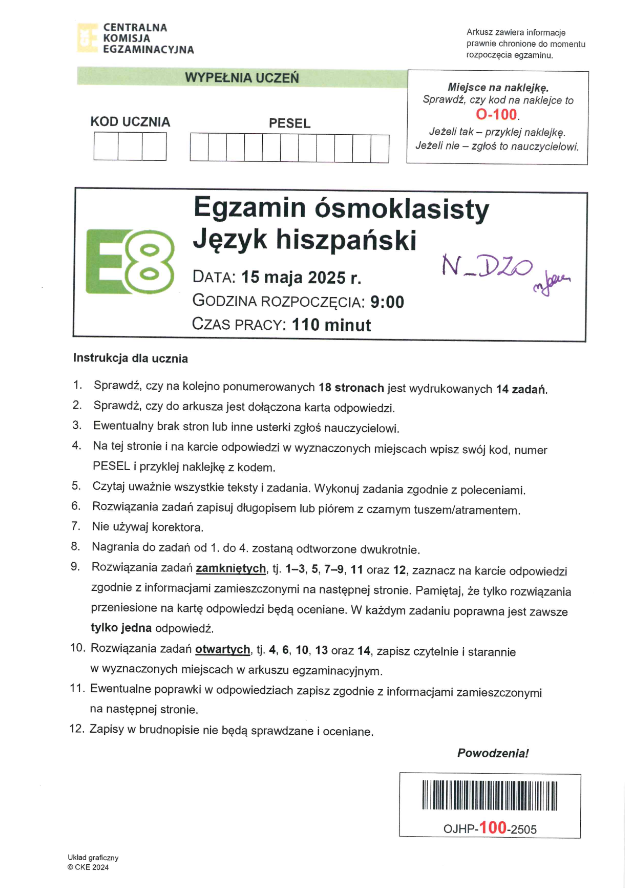 CENTRALNA
KOMISJA
EGZAMINACYJNA
Arkusz zawiera informacje
prawnie chronione do momentu
rozpoczęcia egzaminu.
WYPEŁNIA UCZEŃ
KOD UCZNIA
PESEL
Miejsce na naklejkę.
Sprawdź, czy kod na naklejce to
O-100.
Jeżeli tak – przyklej naklejkę.
Jeżeli nie – zgłoś to nauczycielowi.
E8
Egzamin ósmoklasisty
Język hiszpański
DATA: 15 maja 2025 r.
GODZINA ROZPOCZĘCIA: 9:00
CZAS PRACY: 110 minut
N_DZO
Instrukcja dla ucznia
1. Sprawdź, czy na kolejno ponumerowanych 18 stronach jest wydrukowanych 14 zadań.
2. Sprawdź, czy do arkusza jest dołączona karta odpowiedzi.
3. Ewentualny brak stron lub inne usterki zgłoś nauczycielowi.
4. Na tej stronie i na karcie odpowiedzi w wyznaczonych miejscach wpisz swój kod, numer
PESEL i przyklej naklejkę z kodem.
5. Czytaj uważnie wszystkie teksty i zadania. Wykonuj zadania zgodnie z poleceniami.
6. Rozwiązania zadań zapisuj długopisem lub piórem z czarnym tuszem/atramentem.
7. Nie używaj korektora.
8. Nagrania do zadań od 1. do 4. zostaną odtworzone dwukrotnie.
9. Rozwiązania zadań zamkniętych, tj. 1–3, 5, 7–9, 11 oraz 12, zaznacz na karcie odpowiedzi
zgodnie z informacjami zamieszczonymi na następnej stronie. Pamiętaj, że tylko rozwiązania
przeniesione na kartę odpowiedzi będą oceniane. W każdym zadaniu poprawna jest zawsze
tylko jedna odpowiedź.
10. Rozwiązania zadań otwartych, tj. 4, 6, 10, 13 oraz 14, zapisz czytelnie i starannie
w wyznaczonych miejscach w arkuszu egzaminacyjnym.
11. Ewentualne poprawki w odpowiedziach zapisz zgodnie z informacjami zamieszczonymi
na następnej stronie.
12. Zapisy w brudnopisie nie będą sprawdzane i oceniane.
Powodzenia!
OJHP-100-2505
Układ graficzny
© CKE 2024